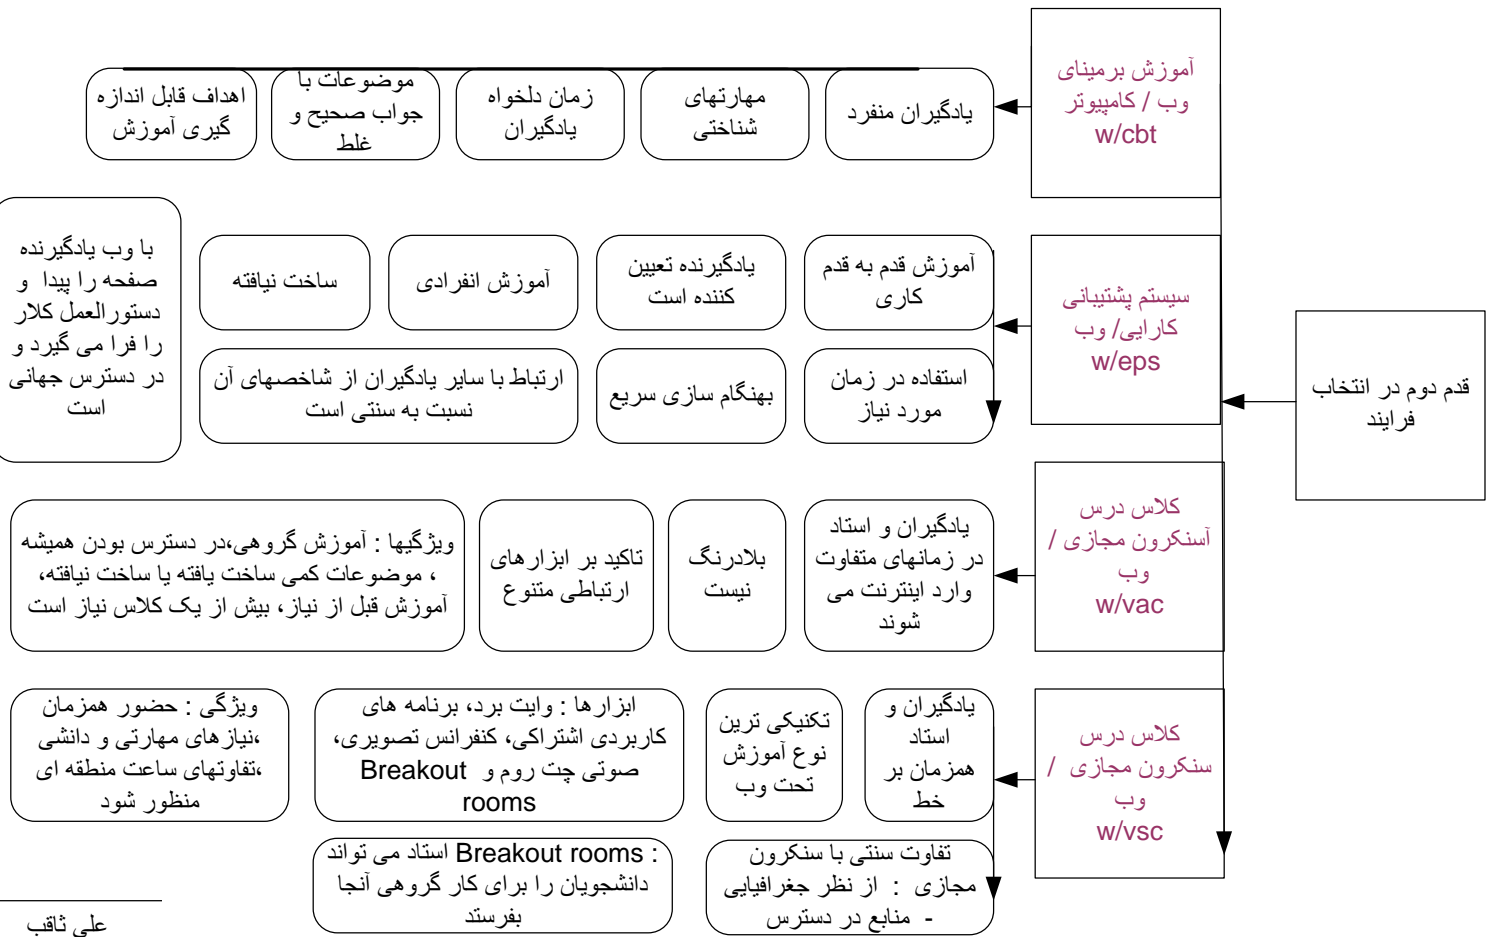 قدم دوم در انتخاب
فرایند
آموزش برمینای
وب / کامپیوتر
w/cbt
یادگیران منفرد
مهارتهای
شناختی
زمان دلخواه
یادگیران
موضوعات با
جواب صحیح و
غلط
اهداف قابل اندازه
گیری آموزش
سیستم پشتیبانی
کارایی/ وب
w/eps
آموزش قدم به قدم
کاری
یادگیرنده تعیین
کننده است
آموزش انفرادی
ساخت نیافته
با وب یادگیرنده
صفحه را پیدا و
دستورالعمل کلار
را فرا می گیرد و
در دسترس جهانی
است
استفاده در زمان
مورد نیاز
بهنگام سازی سریع
ارتباط با سایر یادگیران از شاخصهای آن
نسبت به سنتی است
کلاس درس
آسنکرون مجازی /
وب
w/vac
یادگیران و استاد
در زمانهای متفاوت
وارد اینترنت می
شوند
بلادرنگ
نیست
تاکید بر ابزارهای
ارتباطی متنوع
ویژگیها : آموزش گروهی،در دسترس بودن همیشه
، موضوعات کمی ساخت یافته یا ساخت نیافته،
آموزش قبل از نیاز، بیش از یک کلاس نیاز است
کلاس درس
سنکرون مجازی /
وب
w/vsc
یادگیران و
استاد
همزمان بر
خط
تکنیکی ترین
نوع آموزش
تحت وب
ابزارها : وایت برد، برنامه های
کاربردی اشتراکی، کنفرانس تصویری،
صوتی چت روم و Breakout
rooms
ویژگی : حضور همزمان
،نیازهای مهارتی و دانشی
،تفاوتهای ساعت منطقه ای
منظور شود
تفاوت سنتی با سنکرون
مجازی : از نظر جغرافیایی
- منابع در دسترس
: Breakout rooms استاد می تواند
دانشجویان را برای کار گروهی آنجا
بفرستد
علی ثاقب